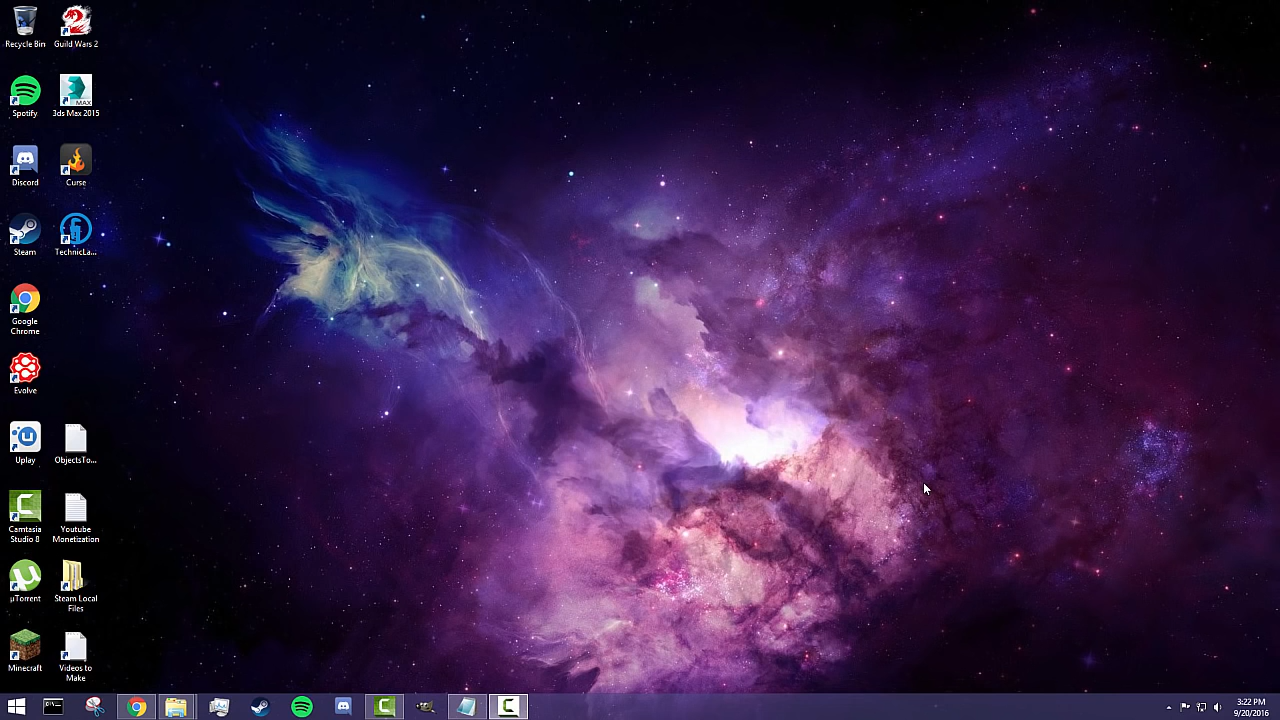 Recycle Bin
Guild Wars 2
Spotify
MAX
3ds Max 2015
Discord
Curse
Steam
TechnicLa...
Google
Chrome
Evolve
Uplay
ObjectsTo...
Camtasia
Studio 8
Youtube
Monetization
µTorrent
Steam Local
Files
Minecraft
Videos to
Make
3:22 PM
9/20/2016